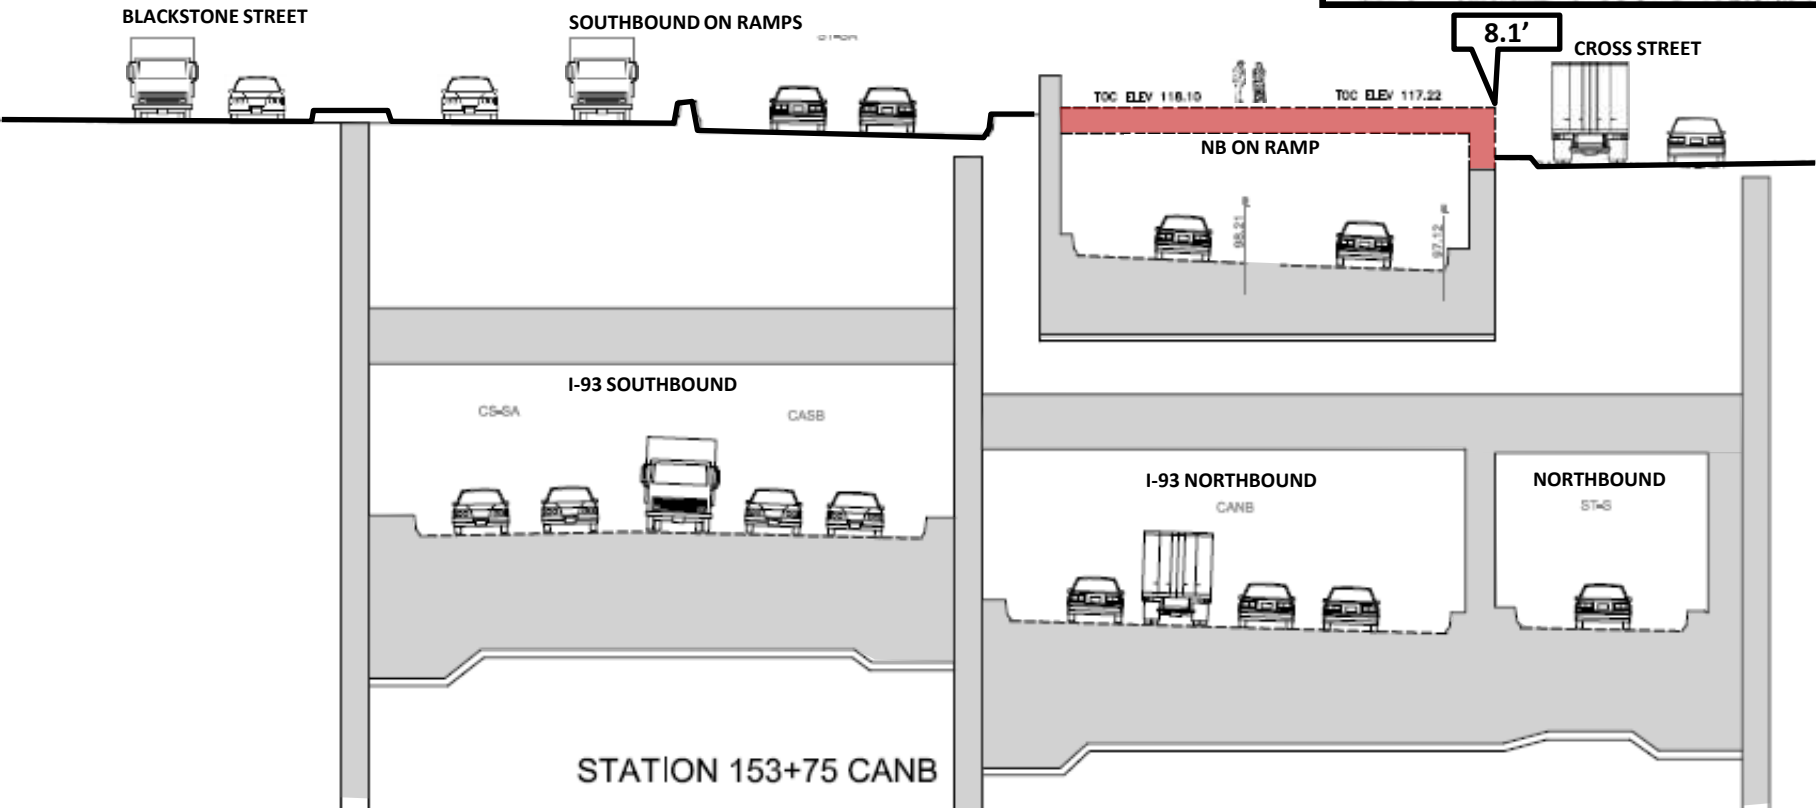 BLACKSTONE STREET
SOUTHBOUND ON RAMPS
8.1’
CROSS STREET
TOC ELEV 118.10
TOC ELEV 117.22
NB ON RAMP
98.21
97.12
I-93 SOUTHBOUND
CS-SA
CASB
I-93 NORTHBOUND
CANB
NORTHBOUND
ST-S
STATION 153+75 CANB